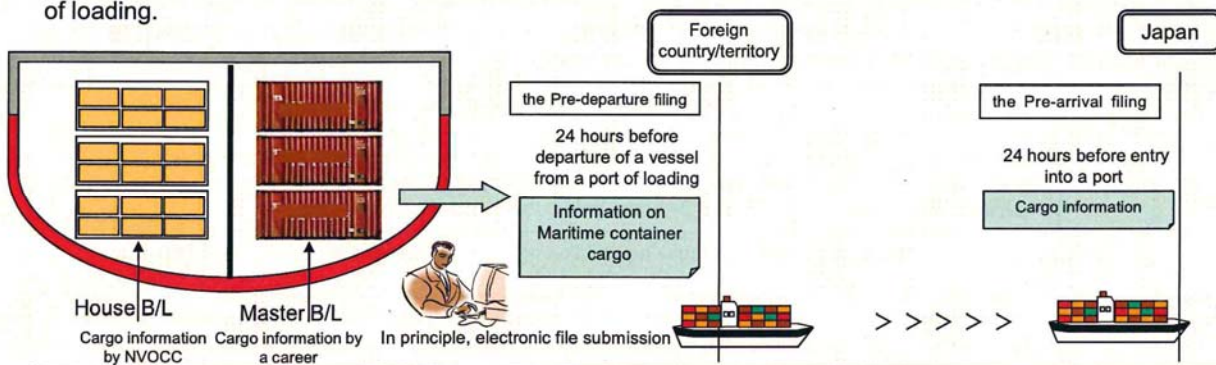 of loading.
Foreign
country/territory
Japan
the Pre-departure filing
the Pre-arrival filing
24 hours before
departure of a vessel
from a port of loading
24 hours before entry
into a port
Information on
Maritime container
cargo
Cargo information
House B/L
Master B/L
Cargo information
by NVOCC
Cargo information by
a career
In principle, electronic file submission
> > > > >